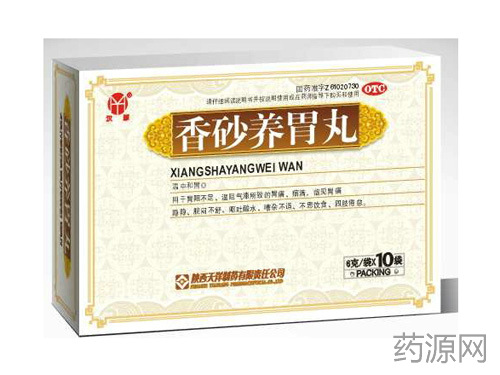 国药准字Z61020730
OTC
请仔细阅读说明书并按说明使用或在药师指导下购买和使用
香砂养胃丸
XIANGSHAYANGWEI WAN
温中和胃。
用于胃阳不足、湿阻气滞所致的胃痛、痞满,症见胃痛
隐隐、脘闷不舒、呕吐酸水、嘈杂不适、不思饮食、四肢倦怠。
6克/袋X10袋
PACKING
陕西天洋制药有限责任公司
香砂养胃丸
药源网